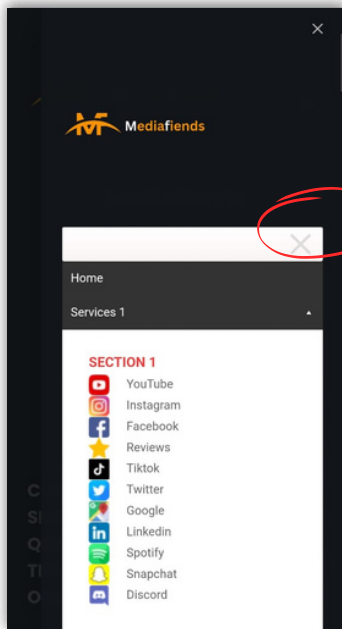 Mediafiends
Home
Services 1
SECTION 1
YouTube
Instagram
Facebook
Reviews
Tiktok
Twitter
Google
Linkedin
Spotify
Snapchat
Discord